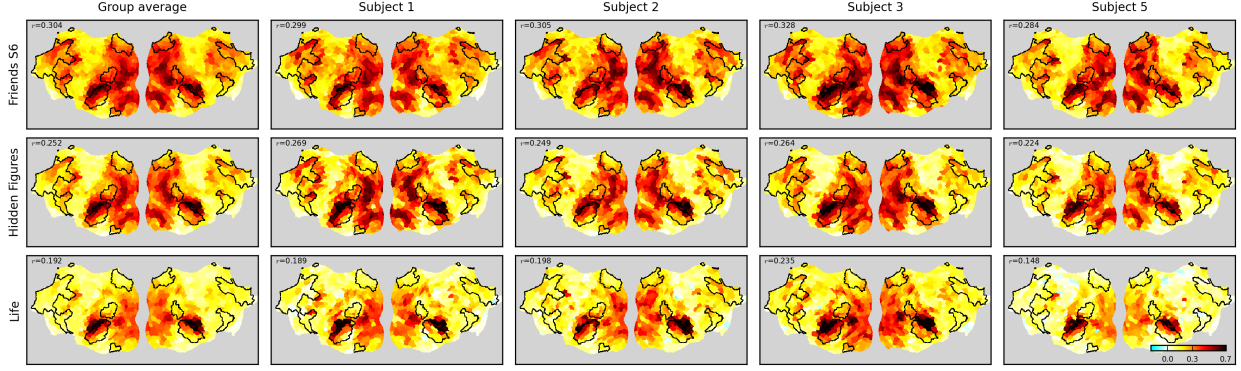 Group average Subject 1 Subject 2 Subject 3 Subject 5
Friends S6
r=0.304 r=0.299 r=0.305 r=0.328 r=0.284
Hidden Figures
r=0.252 r=0.269 r=0.249 r=0.264 r=0.224
Life
r=0.192 r=0.189 r=0.198 r=0.235 r=0.148
0.0 0.3 0.7